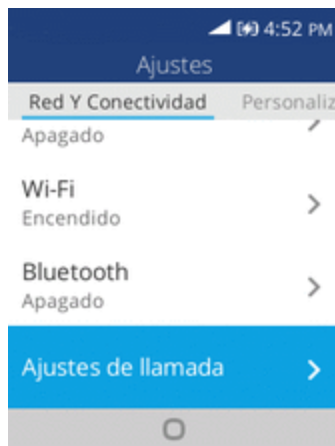 4:52 PM
Ajustes
Red Y Conectividad Personaliz
Apagado
Wi-Fi
Encendido
Bluetooth
Apagado
Ajustes de llamada